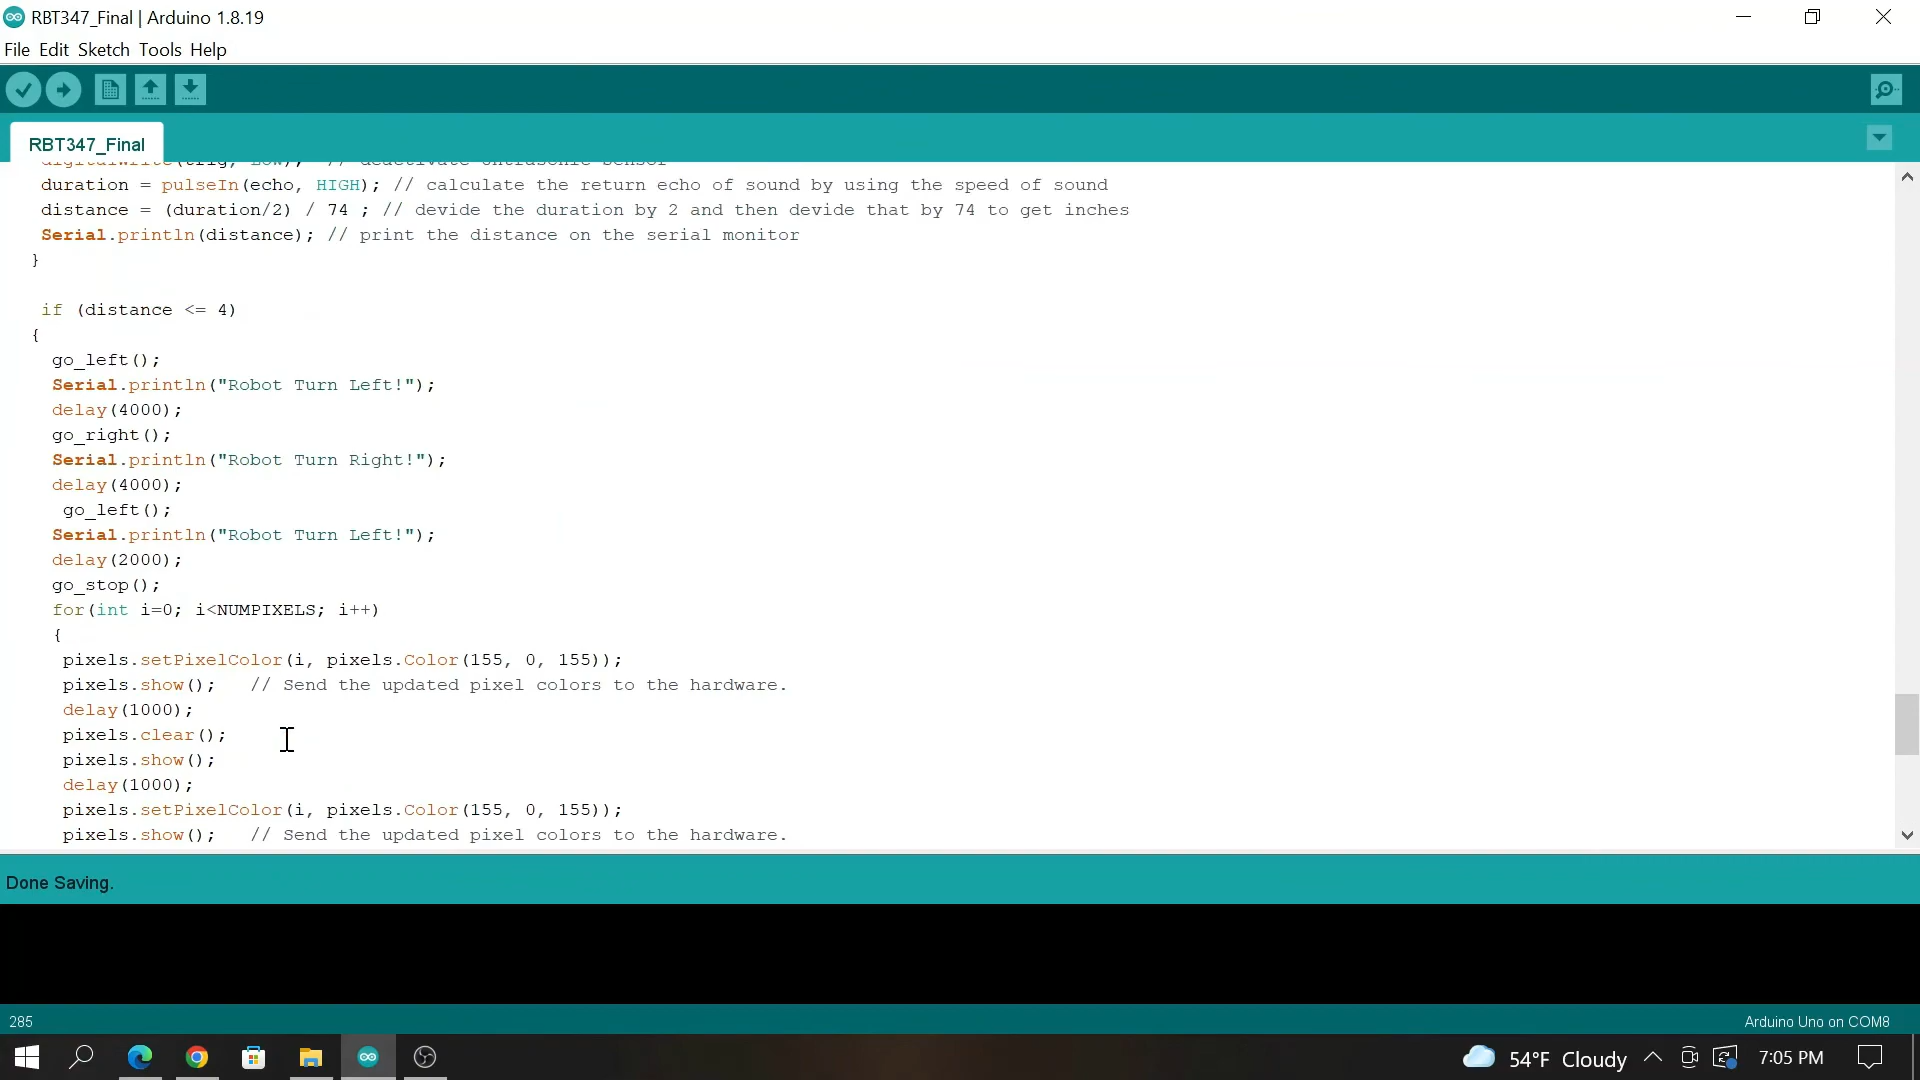 RBT347_Final | Arduino 1.8.19
File Edit Sketch Tools Help
RBT347_Final
digitalWrite(trig, LOW); // deactivate Ultrasonic Sensor
duration = pulseIn(echo, HIGH); // calculate the return echo of sound by using the speed of sound
distance = (duration/2) / 74 ; // devide the duration by 2 and then devide that by 74 to get inches
Serial.println(distance); // print the distance on the serial monitor
}
if (distance <= 4)
{
go_left();
Serial.println("Robot Turn Left!");
delay(4000);
go_right();
Serial.println("Robot Turn Right!");
delay(4000);
go_left();
Serial.println("Robot Turn Left!");
delay(2000);
go_stop();
for(int i=0; i<NUMPIXELS; i++)
{
pixels.setPixelColor(i, pixels.Color(155, 0, 155));
pixels.show(); // Send the updated pixel colors to the hardware.
delay(1000);
pixels.clear();
pixels.show();
delay(1000);
pixels.setPixelColor(i, pixels.Color(155, 0, 155));
pixels.show(); // Send the updated pixel colors to the hardware.
Done Saving.
285
Arduino Uno on COM8
54°F Cloudy
7:05 PM